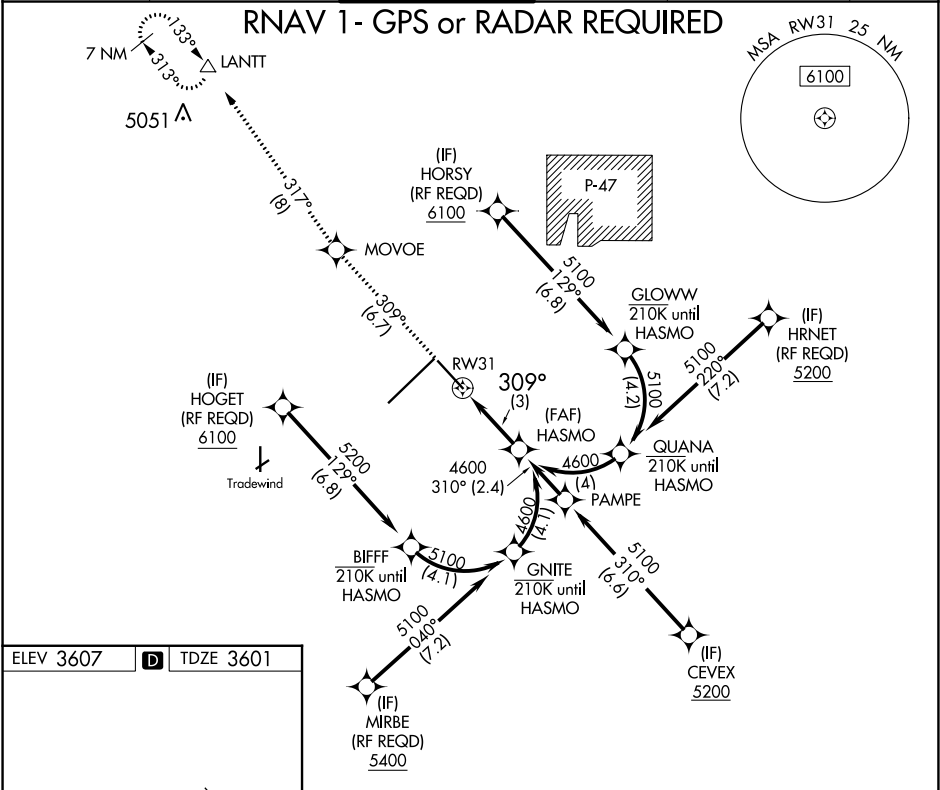 RNAV 1- GPS or RADAR REQUIRED
MSA RW31 25 NM
6100
7 NM
133°
313°
LANTT
5051
317°
(8)
MOVOE
309°
(6.7)
(IF)
HORSY
(RF REQD)
6100
P-47
5100
129°
(6.8)
GLOWW
210K until
HASMO
5100
(4.2)
(IF)
HRNET
(RF REQD)
5200
5100
220°
(7.2)
RW31
309°
(3)
(FAF)
HASMO
QUANA
210K until
HASMO
4600
(4)
4600
310° (2.4)
PAMPE
(IF)
HOGET
(RF REQD)
6100
Tradewind
5200
129°
(6.8)
BIFFF
210K until
HASMO
5100
(4.1)
4600
(4.1)
GNITE
210K until
HASMO
5100
310°
(6.6)
(IF)
CEVEX
5200
5100
040°
(7.2)
(IF)
MIRBE
(RF REQD)
5400
ELEV 3607 D TDZE 3601